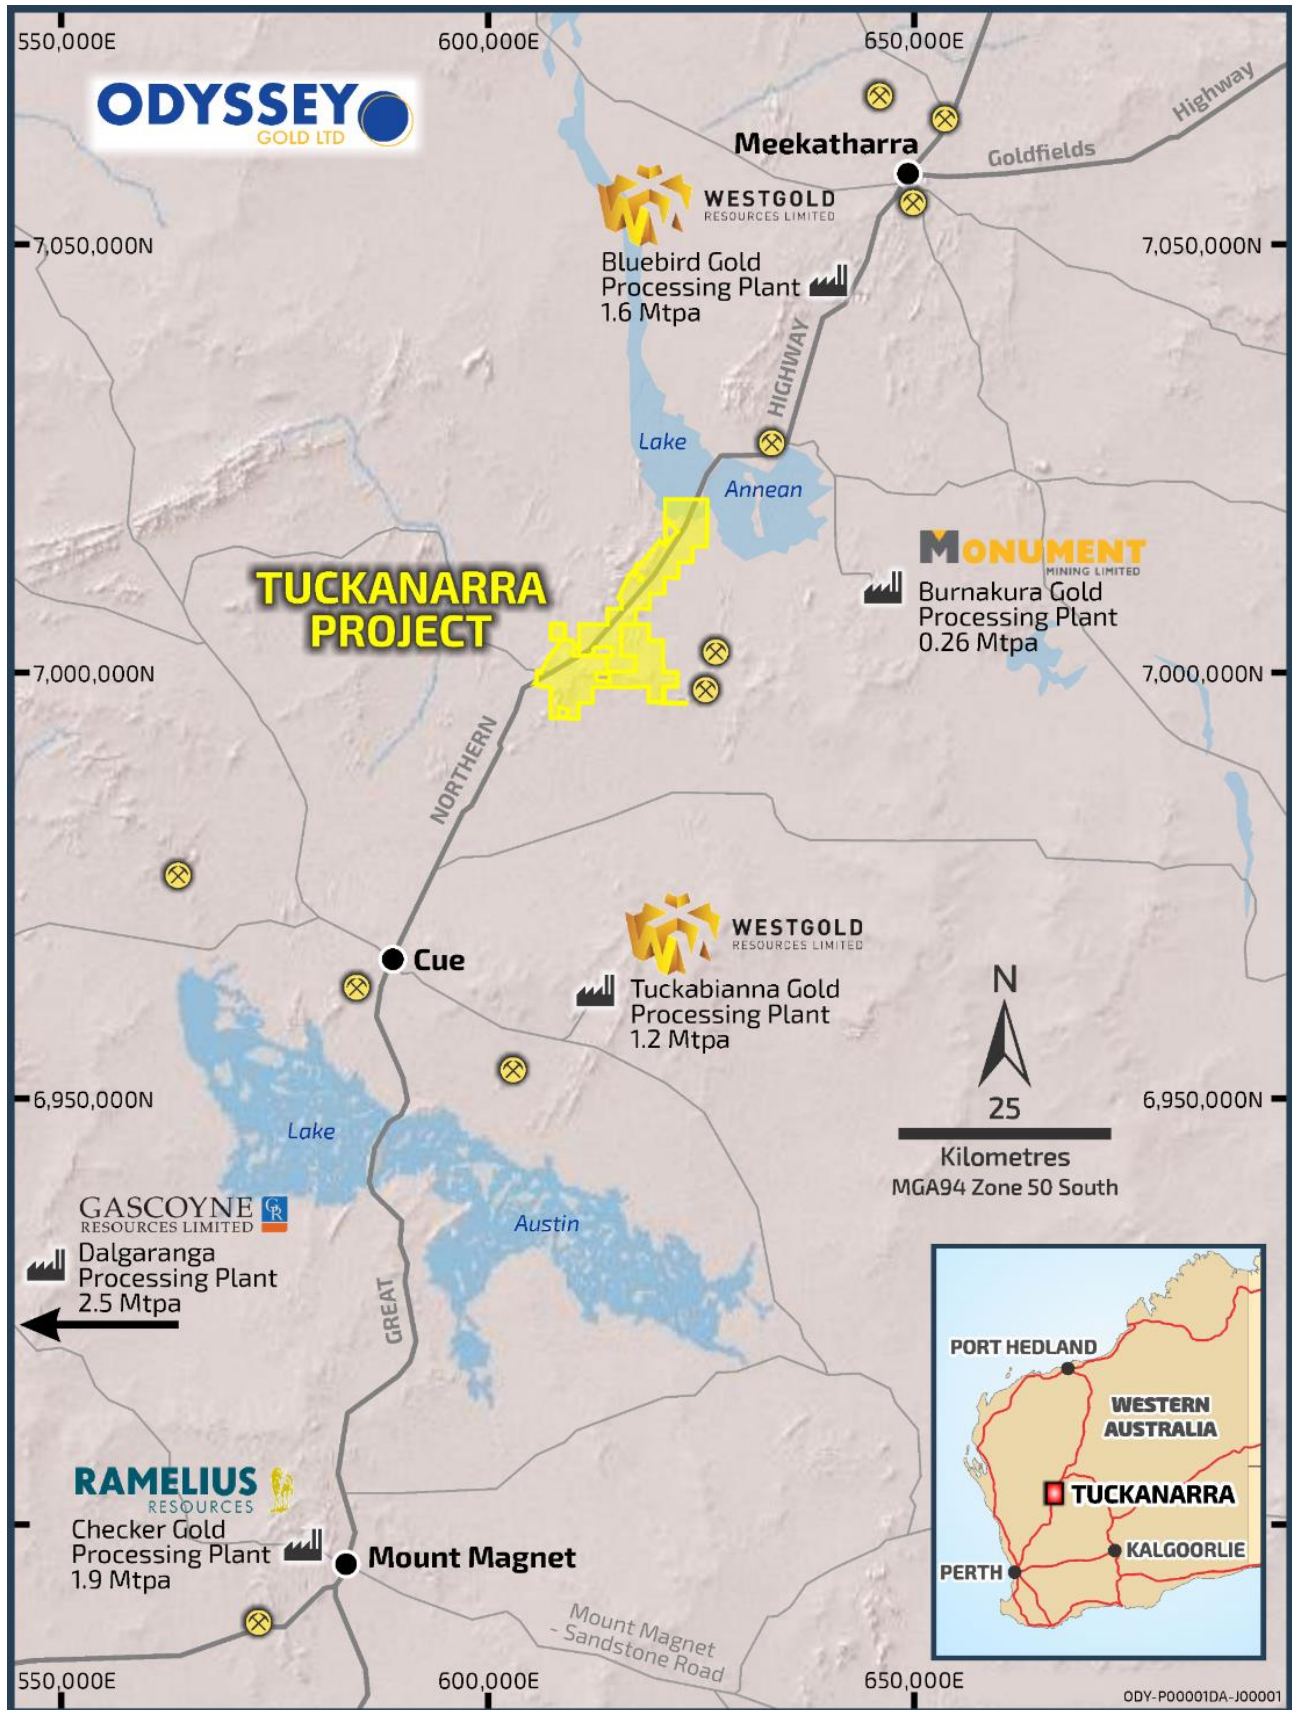 550,000E
600,000E
650,000E
ODYSSEY
GOLD LTD
Highway
Goldfields
Meekatharra
WESTGOLD
RESOURCES LIMITED
7,050,000N
7,050,000N
Bluebird Gold
Processing Plant
1.6 Mtpa
HIGHWAY
Lake
Annean
MONUMENT
MINING LIMITED
Burnakura Gold
Processing Plant
0.26 Mtpa
TUCKANARRA
PROJECT
7,000,000N
7,000,000N
NORTHERN
WESTGOLD
RESOURCES LIMITED
Cue
Tuckabianna Gold
Processing Plant
1.2 Mtpa
N
25
Kilometres
MGA94 Zone 50 South
6,950,000N
6,950,000N
Lake
Austin
GASCOYNE
RESOURCES LIMITED
GR
Dalgaranga
Processing Plant
2.5 Mtpa
GREAT
PORT HEDLAND
WESTERN
AUSTRALIA
TUCKANARRA
KALGOORLIE
PERTH
RAMELIUS
RESOURCES
Checker Gold
Processing Plant
1.9 Mtpa
Mount Magnet
Mount Magnet
- Sandstone Road
550,000E
600,000E
650,000E
ODY-P00001DA-J00001